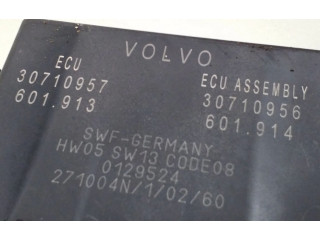 VOLVO
ECU
30710957
601.913
ECU ASSEMBLY
30710956
601.914
SWF-GERMANY
HW05 SW13 CODE08
0129524
271004N/1/02/60